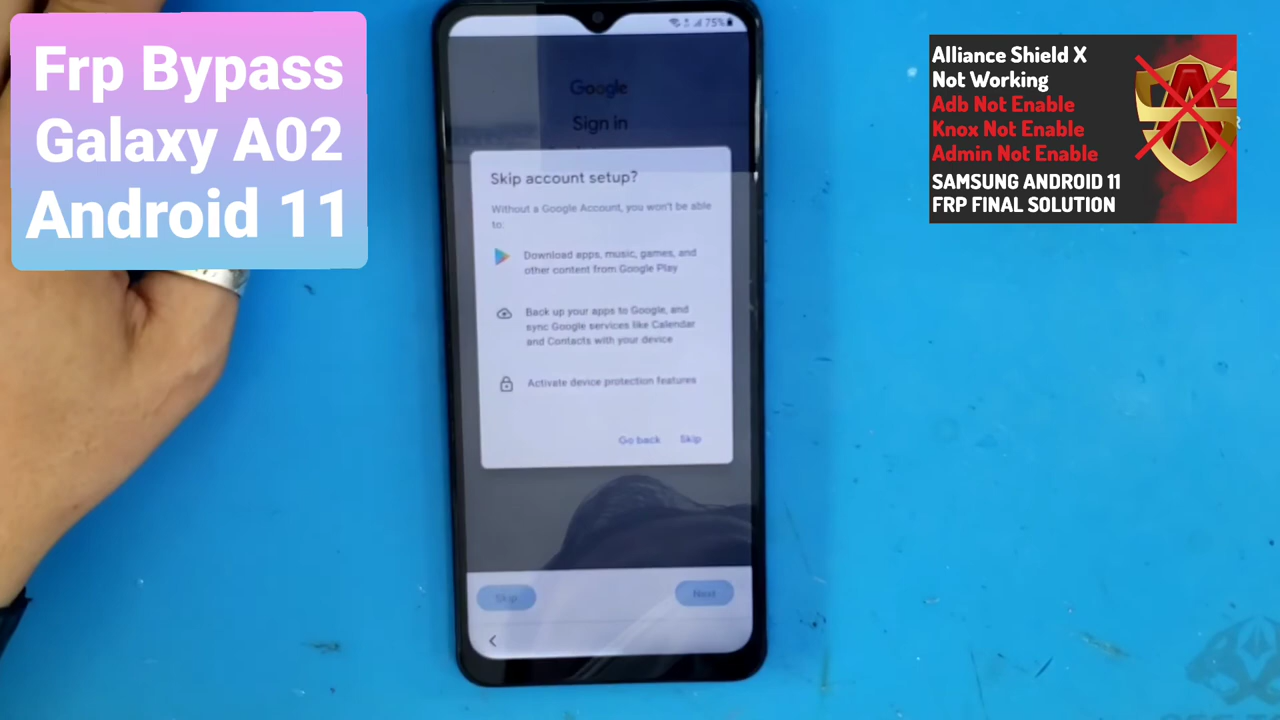 Frp Bypass
Galaxy A02
Android 11
75%
Google
Sign in
Skip account setup?
Without a Google Account, you won't be able
to:
Download apps, music, games, and
other content from Google Play
Back up your apps to Google, and
sync Google services like Calendar
and Contacts with your device
Activate device protection features
Go back Skip
Skip Next
Alliance Shield X
Not Working
Adb Not Enable
Knox Not Enable
Admin Not Enable
SAMSUNG ANDROID 11
FRP FINAL SOLUTION